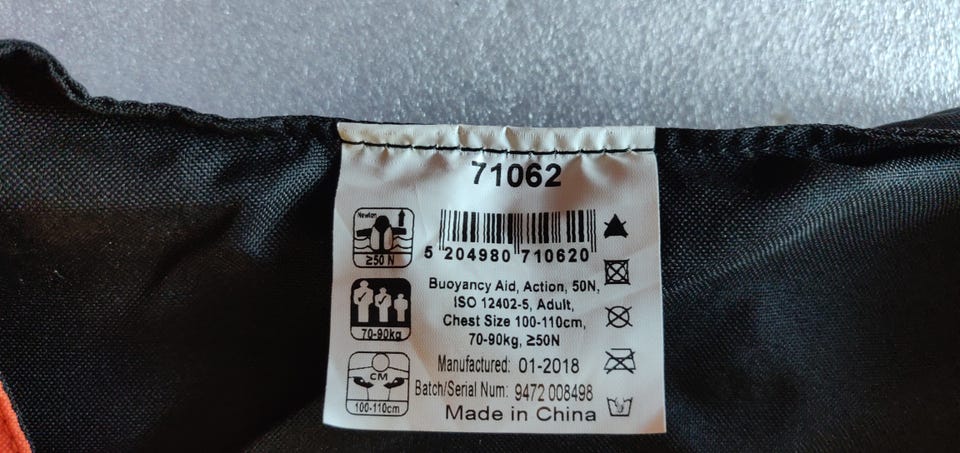 71062
Newton
≥50 N
5 204980 710620
Buoyancy Aid, Action, 50N,
ISO 12402-5, Adult,
Chest Size 100-110cm,
70-90kg, ≥50N
70-90kg
CM
100-110cm
Manufactured: 01-2018
Batch/Serial Num: 9472 008498
Made in China